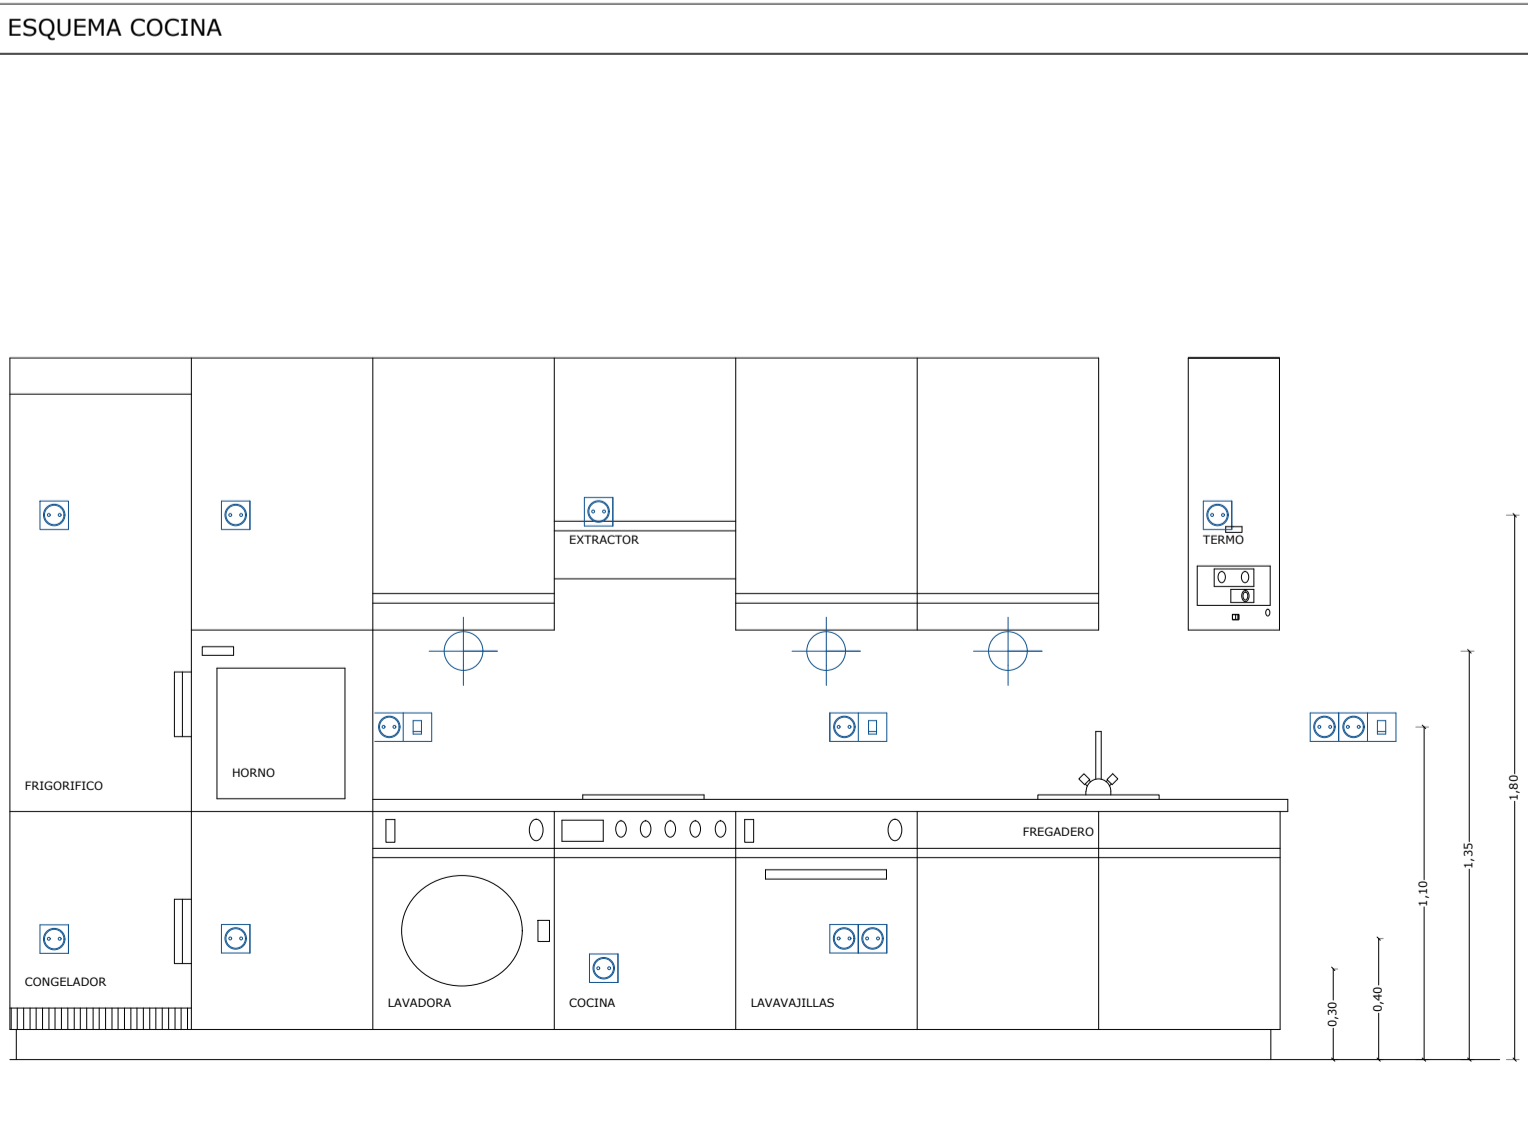 ESQUEMA COCINA
EXTRACTOR
TERMO
HORNO
FRIGORIFICO
FREGADERO
CONGELADOR
LAVADORA
COCINA
LAVAVAJILLAS
0,30
0,40
1,10
1,35
1,80